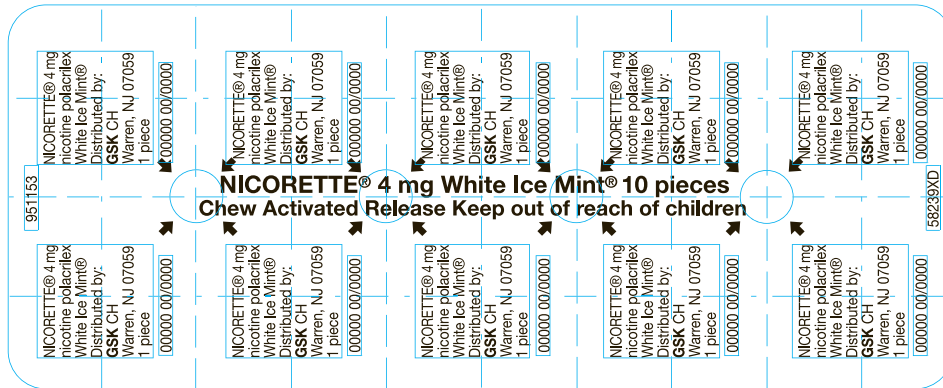 NICORETTE® 4 mg
nicotine polacrilex
White Ice Mint®
Distributed by:
GSK CH
Warren, NJ 07059
1 piece
00000 00/0000
NICORETTE® 4 mg
nicotine polacrilex
White Ice Mint®
Distributed by:
GSK CH
Warren, NJ 07059
1 piece
00000 00/0000
NICORETTE® 4 mg
nicotine polacrilex
White Ice Mint®
Distributed by:
GSK CH
Warren, NJ 07059
1 piece
00000 00/0000
NICORETTE® 4 mg
nicotine polacrilex
White Ice Mint®
Distributed by:
GSK CH
Warren, NJ 07059
1 piece
00000 00/0000
NICORETTE® 4 mg
nicotine polacrilex
White Ice Mint®
Distributed by:
GSK CH
Warren, NJ 07059
1 piece
00000 00/0000
951153
NICORETTE® 4 mg White Ice Mint® 10 pieces
Chew Activated Release Keep out of reach of children
58239XD
NICORETTE® 4 mg
nicotine polacrilex
White Ice Mint®
Distributed by:
GSK CH
Warren, NJ 07059
1 piece
00000 00/0000
NICORETTE® 4 mg
nicotine polacrilex
White Ice Mint®
Distributed by:
GSK CH
Warren, NJ 07059
1 piece
00000 00/0000
NICORETTE® 4 mg
nicotine polacrilex
White Ice Mint®
Distributed by:
GSK CH
Warren, NJ 07059
1 piece
00000 00/0000
NICORETTE® 4 mg
nicotine polacrilex
White Ice Mint®
Distributed by:
GSK CH
Warren, NJ 07059
1 piece
00000 00/0000
NICORETTE® 4 mg
nicotine polacrilex
White Ice Mint®
Distributed by:
GSK CH
Warren, NJ 07059
1 piece
00000 00/0000